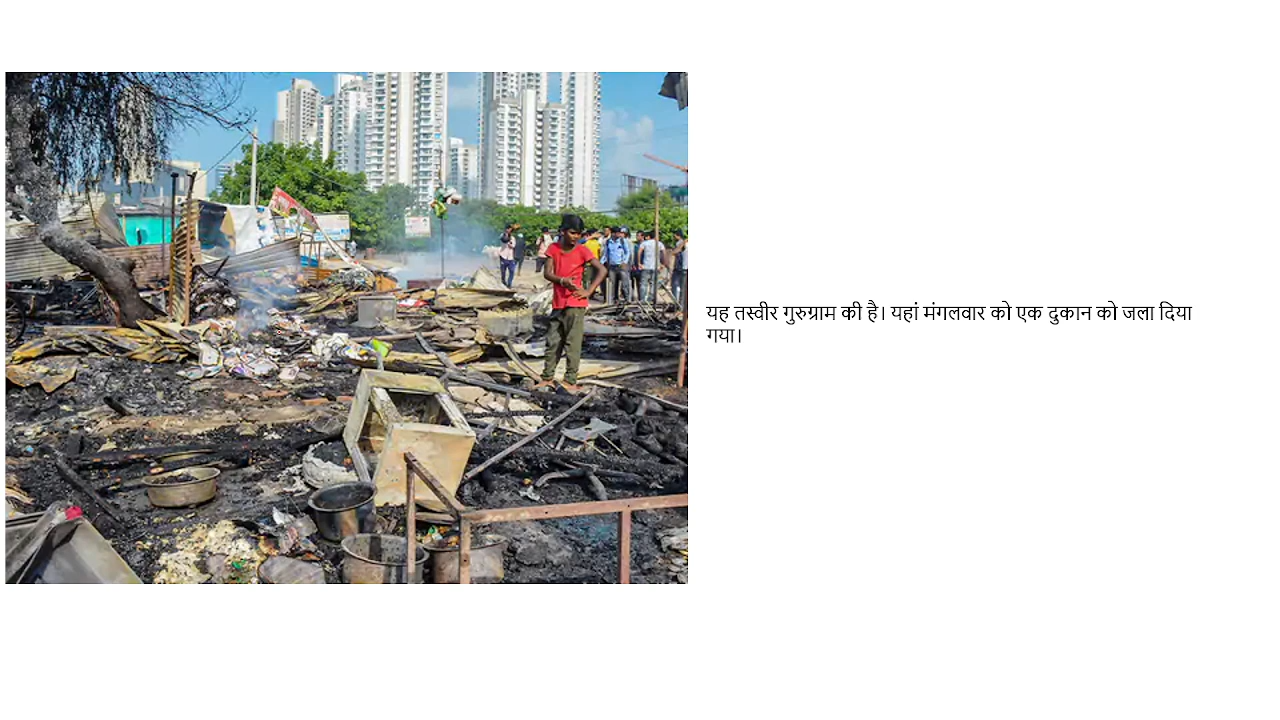 यह तस्वीर गुरुग्राम की है। यहां मंगलवार को एक दुकान को जला दिया
गया।